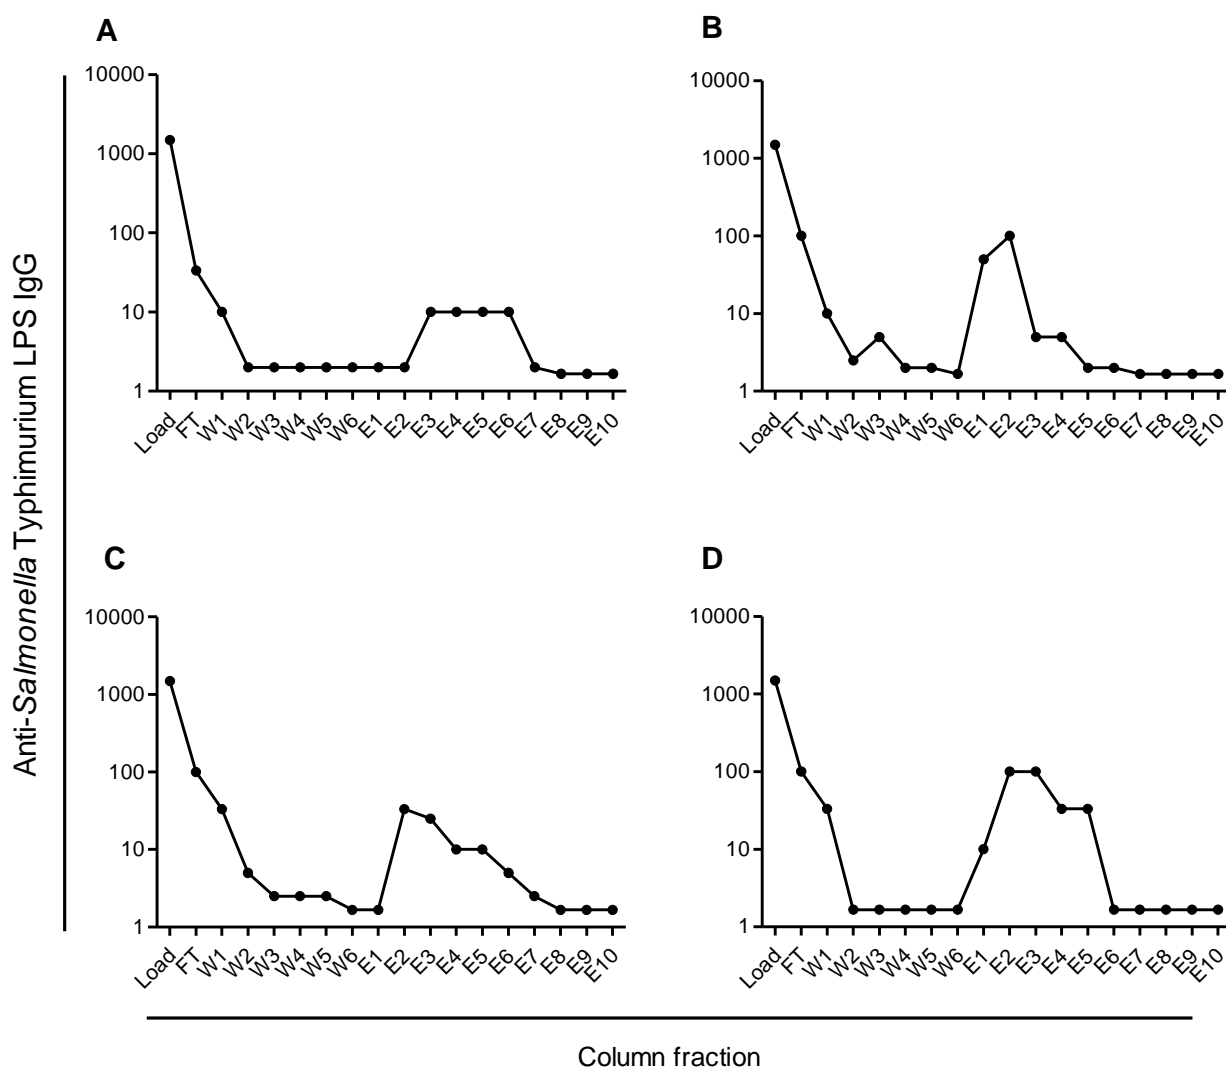 A
10000
1000
100
10
1
Load FT W1 W2 W3 W4 W5 W6 E1 E2 E3 E4 E5 E6 E7 E8 E9 E10
B
10000
1000
100
10
1
Load FT W1 W2 W3 W4 W5 W6 E1 E2 E3 E4 E5 E6 E7 E8 E9 E10
Anti-Salmonella Typhimurium LPS IgG
C
10000
1000
100
10
1
Load FT W1 W2 W3 W4 W5 W6 E1 E2 E3 E4 E5 E6 E7 E8 E9 E10
D
10000
1000
100
10
1
Load FT W1 W2 W3 W4 W5 W6 E1 E2 E3 E4 E5 E6 E7 E8 E9 E10
Column fraction